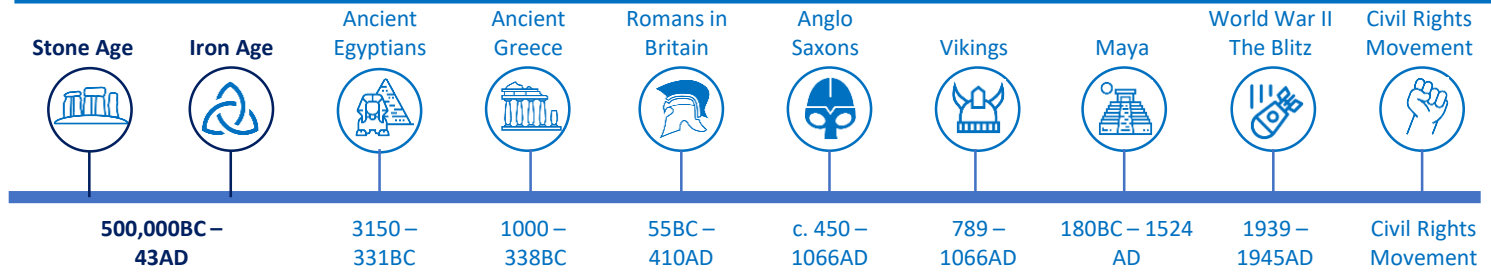 Stone Age
Iron Age
Ancient
Egyptians
Ancient
Greece
Romans in
Britain
Anglo
Saxons
Vikings
Maya
World War II
The Blitz
Civil Rights
Movement
500,000BC –
43AD
3150 –
331BC
1000 –
338BC
55BC –
410AD
c. 450 –
1066AD
789 –
1066AD
180BC – 1524
AD
1939 –
1945AD
Civil Rights
Movement